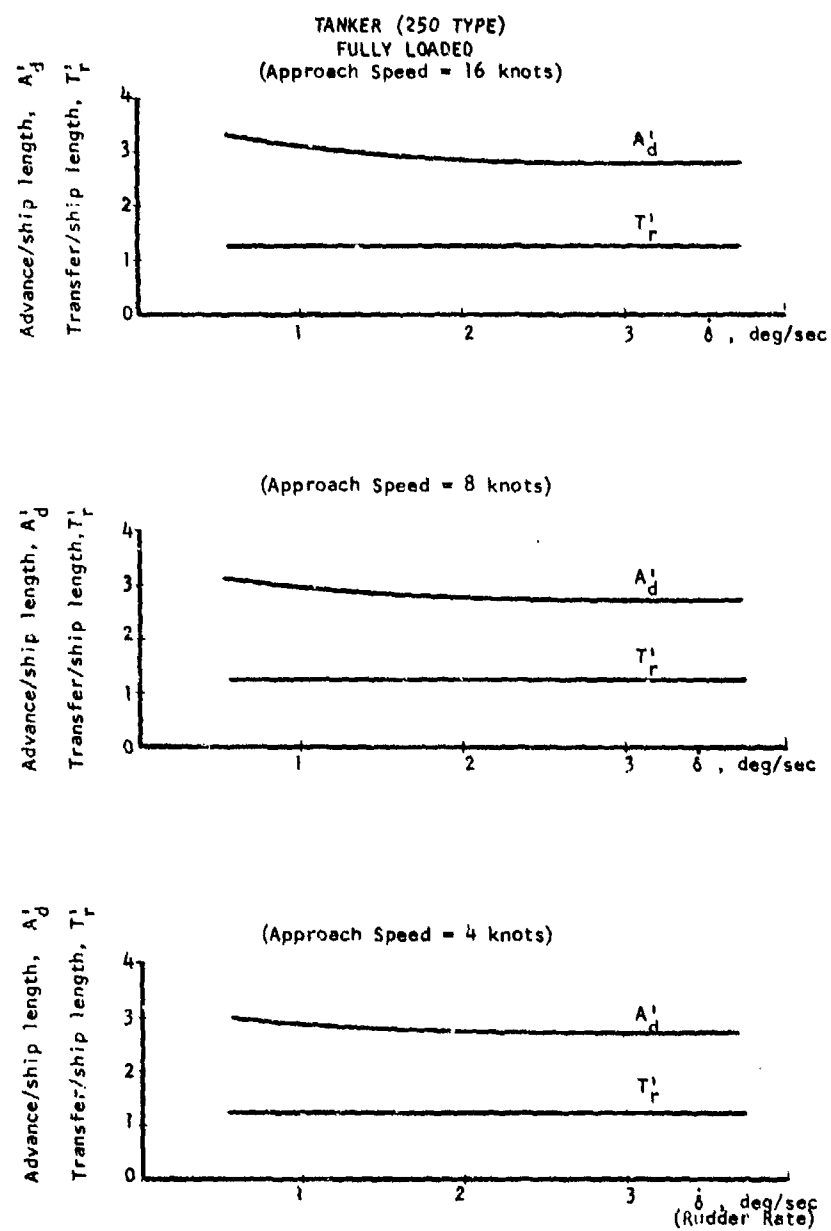 TANKER (250 TYPE)
FULLY LOADED
(Approach Speed = 16 knots)
Advance/ship length, A'd
Transfer/ship length, T'r
4
3
2
1
0
A'd
T'r
1
2
3
δ̇ , deg/sec
(Approach Speed = 8 knots)
Advance/ship length, A'd
Transfer/ship length, T'r
4
3
2
1
0
A'd
T'r
1
2
3
δ̇ , deg/sec
(Approach Speed = 4 knots)
Advance/ship length, A'd
Transfer/ship length, T'r
4
3
2
1
0
A'd
T'r
1
2
3
δ̇, deg/sec
(Rudder Rate)